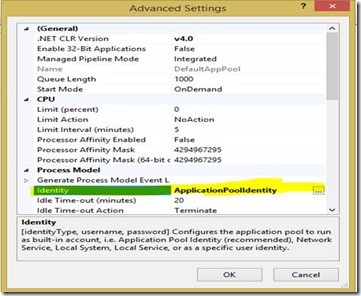 Advanced Settings
? x
(General)
.NET CLR Version v4.0
Enable 32-Bit Applications False
Managed Pipeline Mode Integrated
Name DefaultAppPool
Queue Length 1000
Start Mode OnDemand
CPU
Limit (percent) 0
Limit Action NoAction
Limit Interval (minutes) 5
Processor Affinity Enabled False
Processor Affinity Mask 4294967295
Processor Affinity Mask (64-bit o 4294967295
Process Model
Generate Process Model Event L
Identity ApplicationPoolIdentity ...
Idle Time-out (minutes) 20
Idle Time-out Action Terminate
Identity
[identityType, username, password] Configures the application pool to run
as built-in account, i.e. Application Pool Identity (recommended), Network
Service, Local System, Local Service, or as a specific user identity.
OK Cancel